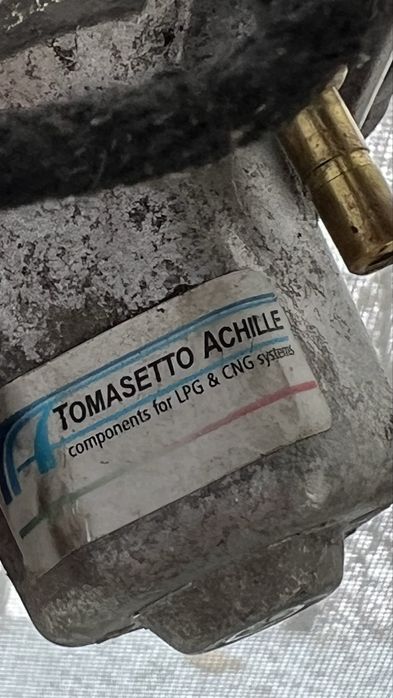 TOMASETTO ACHILLE
components for LPG & CNG systems